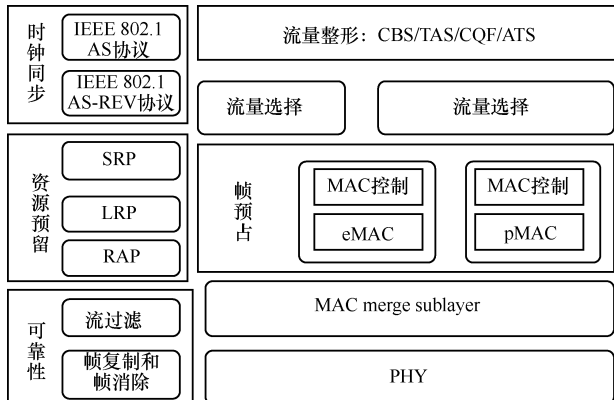 时钟同步
IEEE 802.1
AS协议
IEEE 802.1
AS-REV协议
资源预留
SRP
LRP
RAP
可靠性
流过滤
帧复制和
帧消除
流量整形：CBS/TAS/CQF/ATS
流量选择
流量选择
帧预占
MAC控制
eMAC
MAC控制
pMAC
MAC merge sublayer
PHY